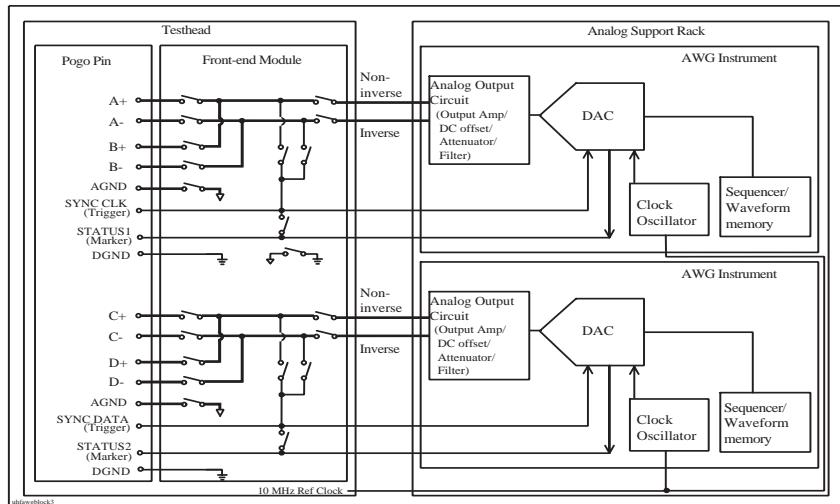 Testhead
Analog Support Rack
Pogo Pin
Front-end Module
AWG Instrument
A+
A-
B+
B-
AGND
SYNC CLK
(Trigger)
STATUS1
(Marker)
DGND
Non-
inverse
Inverse
Analog Output
Circuit
(Output Amp/
DC offset/
Attenuator/
Filter)
DAC
Clock
Oscillator
Sequencer/
Waveform
memory
AWG Instrument
C+
C-
D+
D-
AGND
SYNC DATA
(Trigger)
STATUS2
(Marker)
DGND
Non-
inverse
Inverse
Analog Output
Circuit
(Output Amp/
DC offset/
Attenuator/
Filter)
DAC
Clock
Oscillator
Sequencer/
Waveform
memory
10 MHz Ref Clock
uhfawgblock3